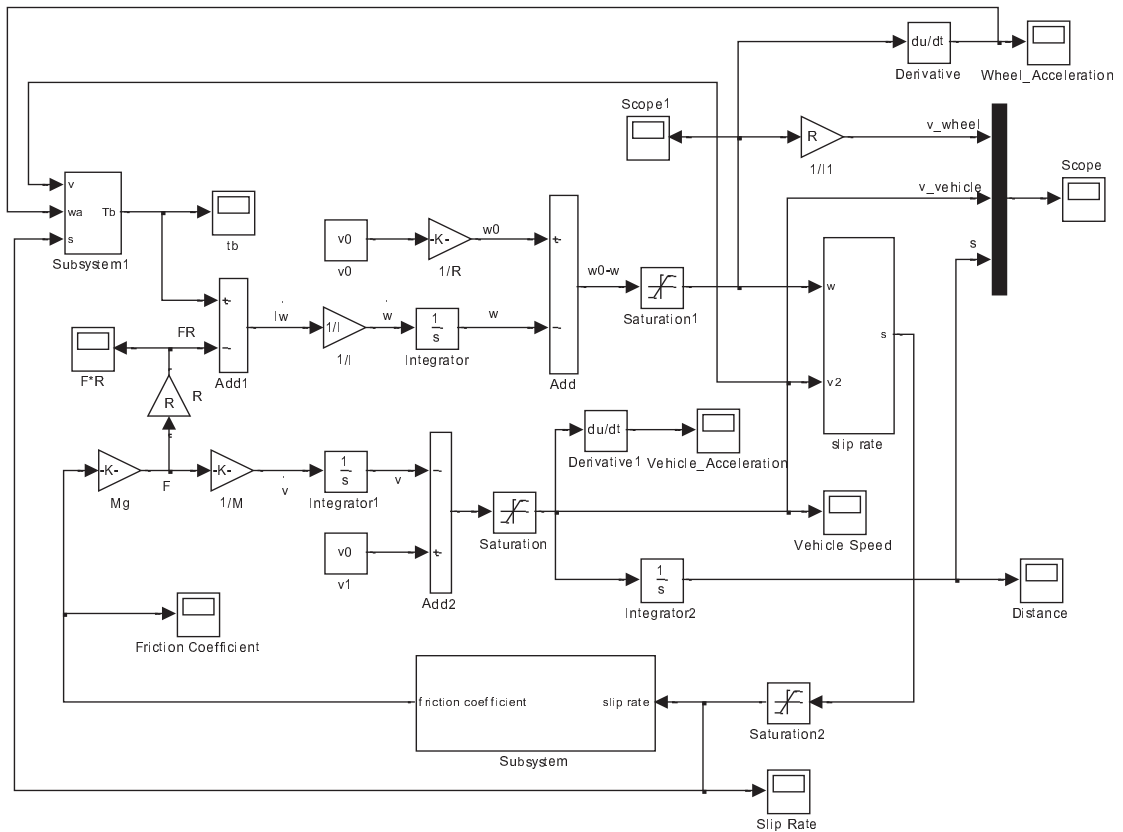 du/dt
Derivative
Wheel_Acceleration
Scope1
R
1/I1
v_wheel
v_vehicle
s
Scope
v
wa
s
Tb
Subsystem1
tb
v0
v0
-K-
1/R
w0
+
-
Add
w0-w
Saturation1
w
v2
s
slip rate
+
-
Add1
Iw
1/I
1/I
w
1
s
Integrator
w
FR
F*R
R
R
-K-
Mg
F
-K-
1/M
v
1
s
Integrator1
v
v0
v1
-
+
Add2
Saturation
du/dt
Derivative1
Vehicle_Acceleration
Vehicle Speed
1
s
Integrator2
Distance
Friction Coefficient
friction coefficient
slip rate
Subsystem
Saturation2
Slip Rate